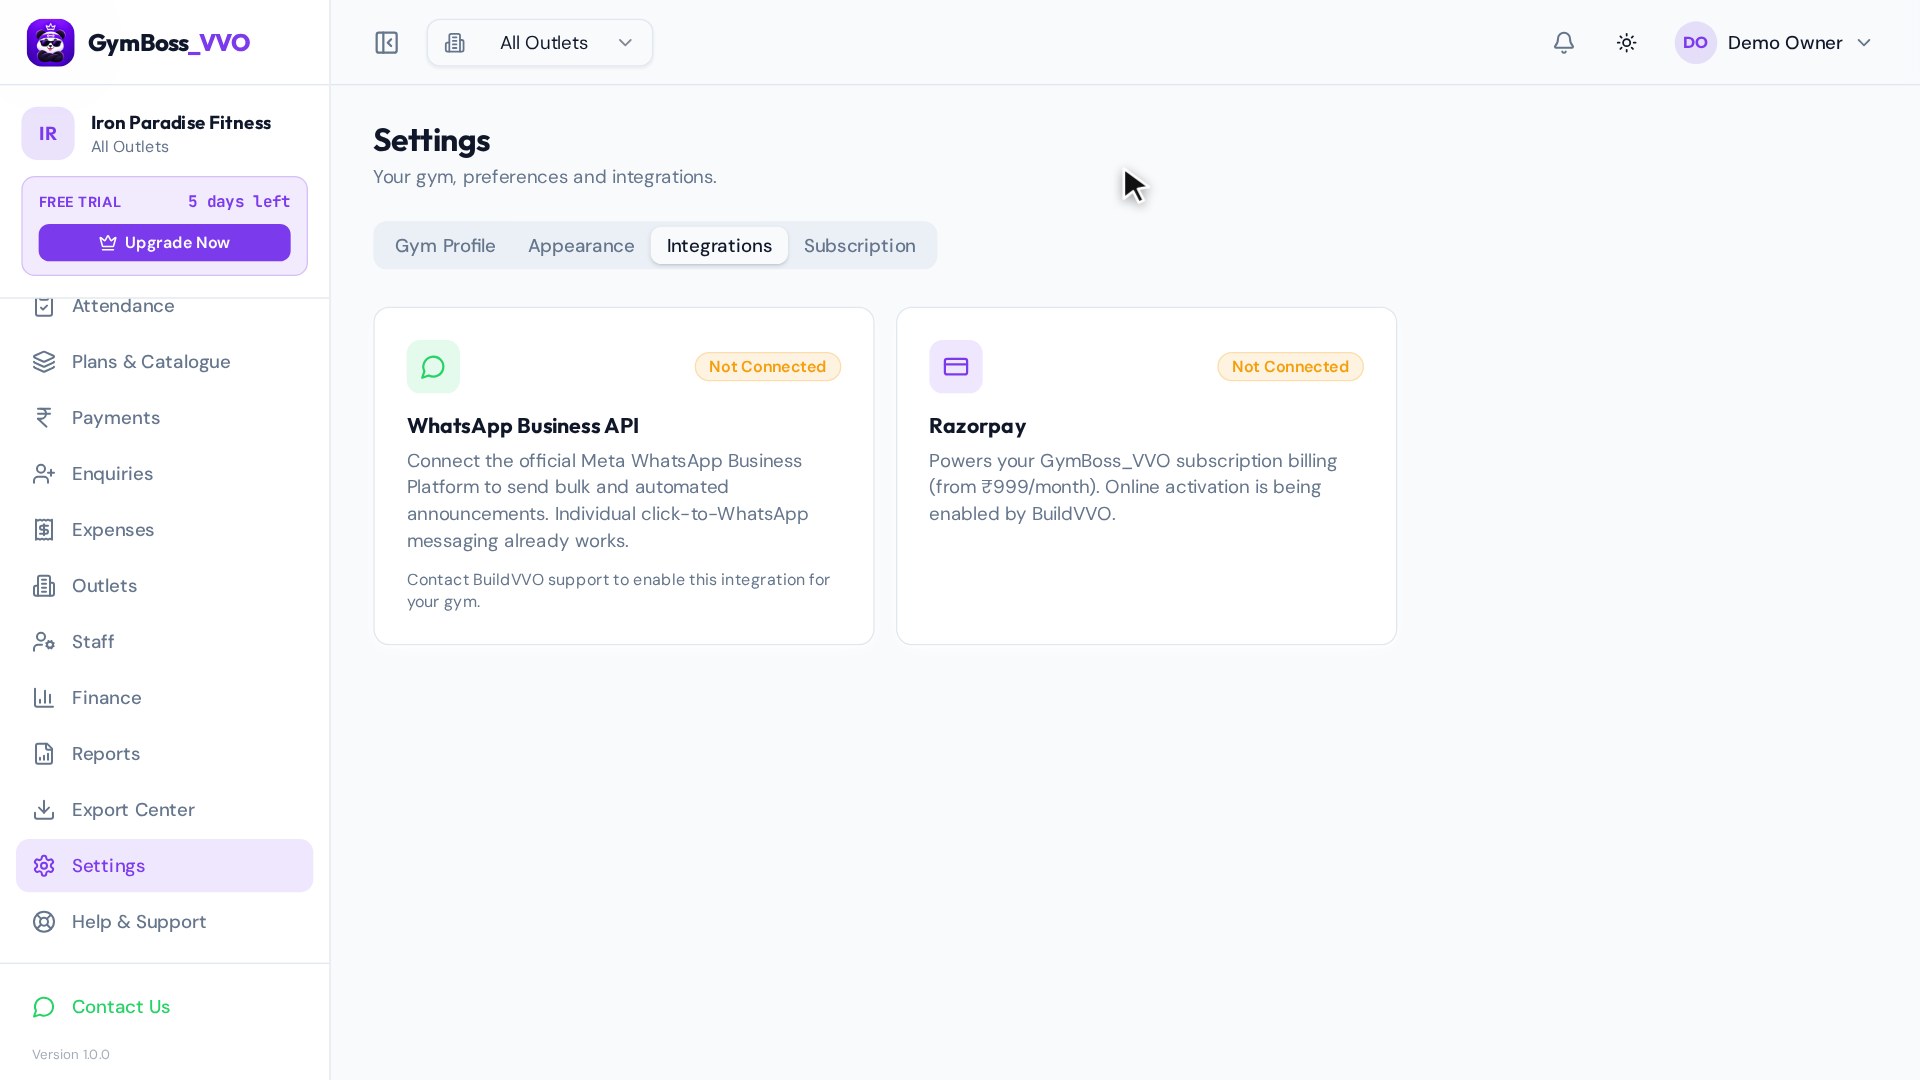 GymBoss_VVO
All Outlets
DO
Demo Owner
IR
Iron Paradise Fitness
All Outlets
FREE TRIAL
5 days left
Upgrade Now
Attendance
Plans & Catalogue
Payments
Enquiries
Expenses
Outlets
Staff
Finance
Reports
Export Center
Settings
Help & Support
Contact Us
Version 1.0.0
Settings
Your gym, preferences and integrations.
Gym Profile
Appearance
Integrations
Subscription
Not Connected
WhatsApp Business API
Connect the official Meta WhatsApp Business
Platform to send bulk and automated
announcements. Individual click-to-WhatsApp
messaging already works.
Contact BuildVVO support to enable this integration for
your gym.
Not Connected
Razorpay
Powers your GymBoss_VVO subscription billing
(from ₹999/month). Online activation is being
enabled by BuildVVO.